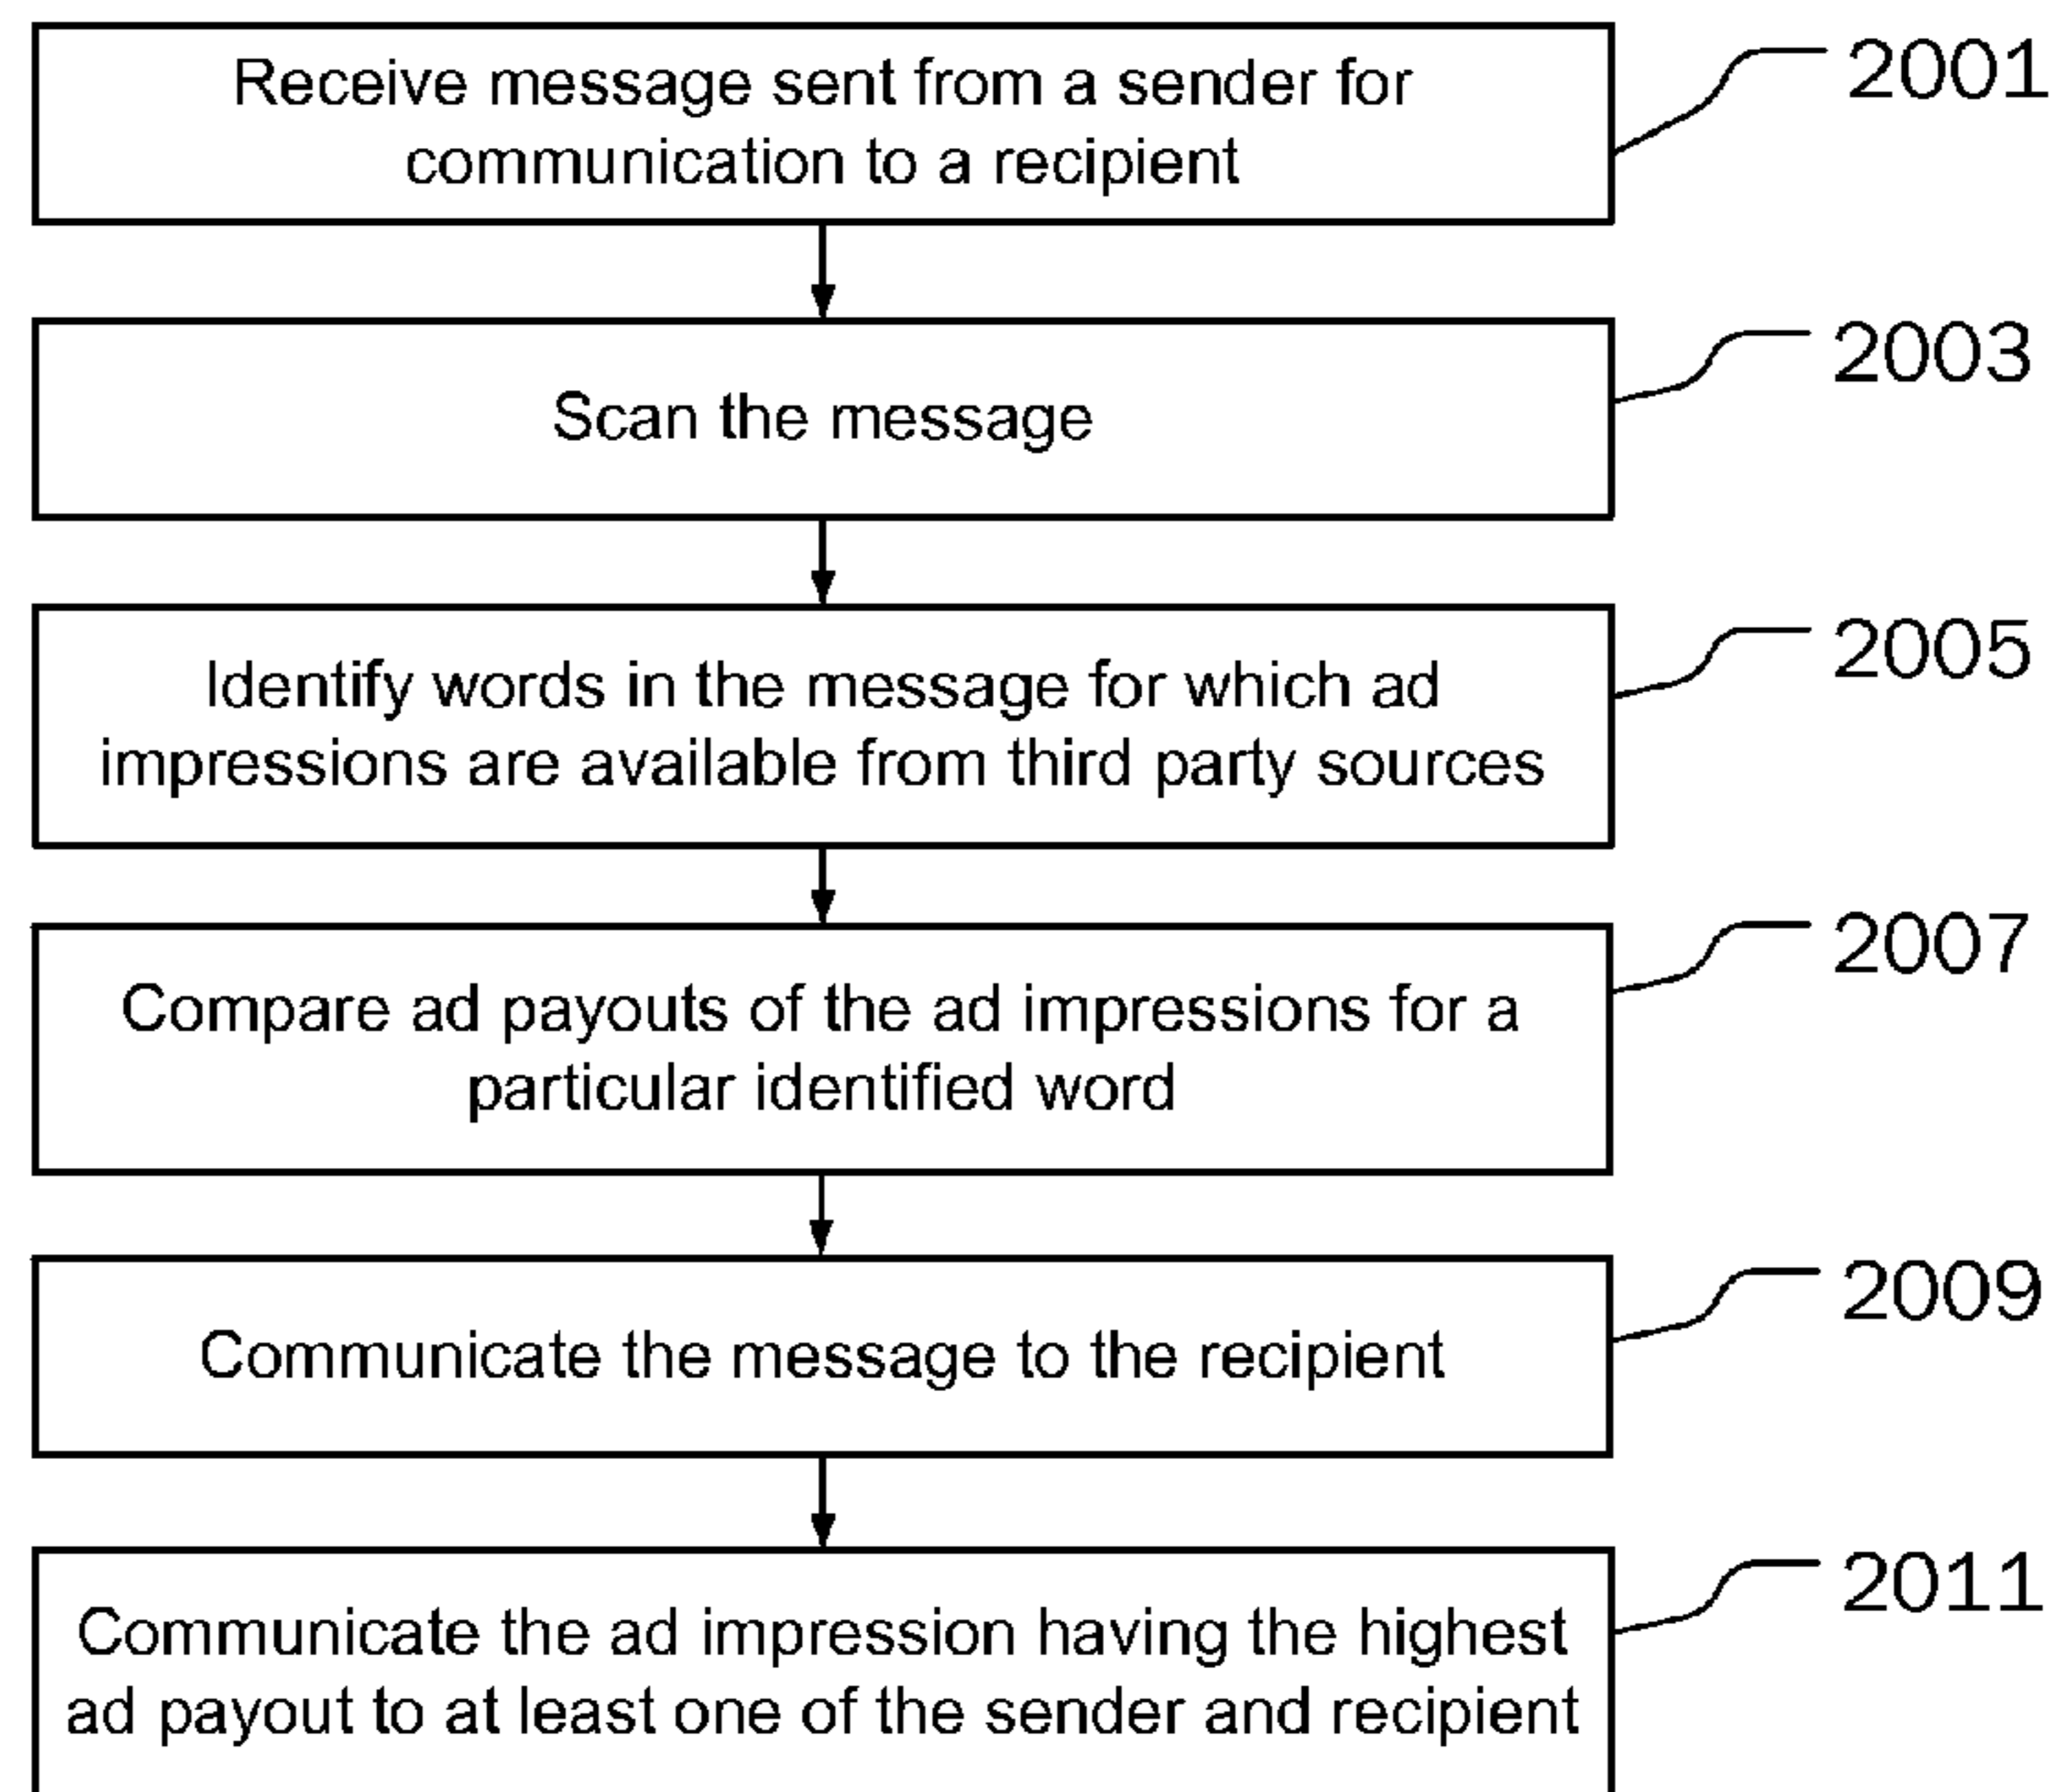 Receive message sent from a sender for
communication to a recipient
2001
Scan the message
2003
Identify words in the message for which ad
impressions are available from third party sources
2005
Compare ad payouts of the ad impressions for a
particular identified word
2007
Communicate the message to the recipient
2009
Communicate the ad impression having the highest
ad payout to at least one of the sender and recipient
2011